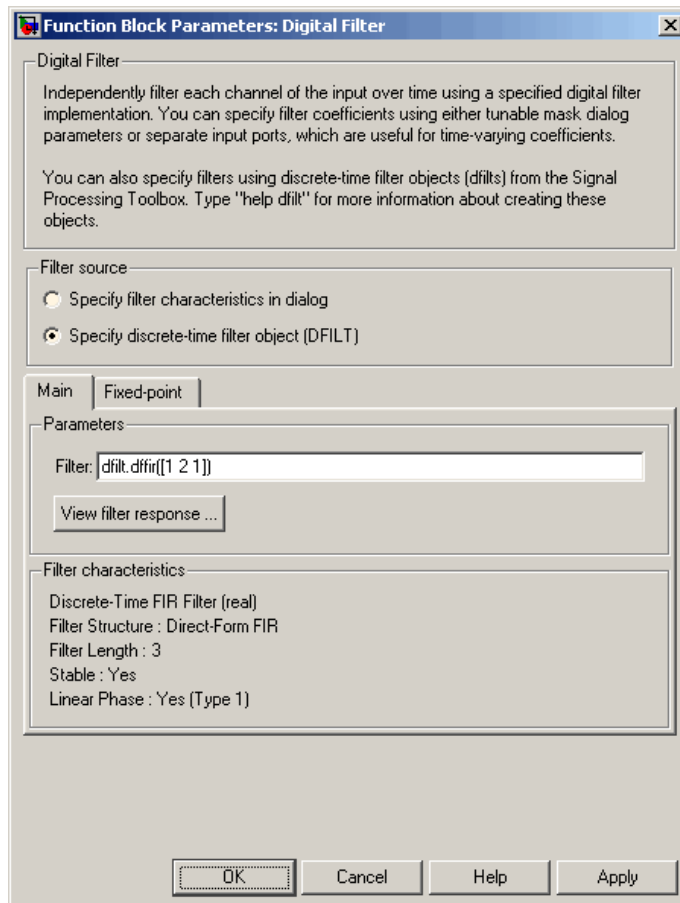 Function Block Parameters: Digital Filter
Digital Filter
Independently filter each channel of the input over time using a specified digital filter
implementation. You can specify filter coefficients using either tunable mask dialog
parameters or separate input ports, which are useful for time-varying coefficients.
You can also specify filters using discrete-time filter objects (dfilts) from the Signal
Processing Toolbox. Type "help dfilt" for more information about creating these
objects.
Filter source
Specify filter characteristics in dialog
Specify discrete-time filter object (DFILT)
Main Fixed-point
Parameters
Filter: dfilt.dffir([1 2 1])
View filter response ...
Filter characteristics
Discrete-Time FIR Filter (real)
Filter Structure : Direct-Form FIR
Filter Length : 3
Stable : Yes
Linear Phase : Yes (Type 1)
OK Cancel Help Apply